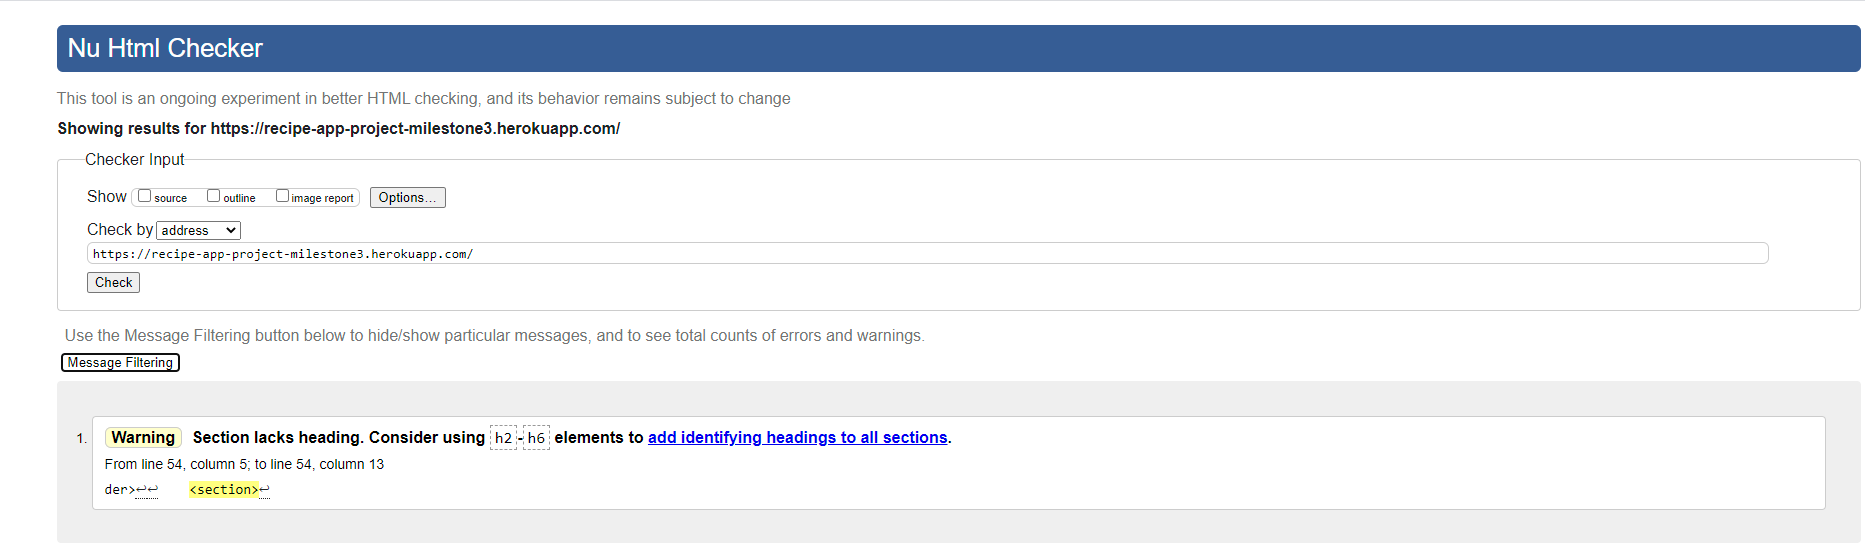 Nu Html Checker
This tool is an ongoing experiment in better HTML checking, and its behavior remains subject to change
Showing results for https://recipe-app-project-milestone3.herokuapp.com/
Checker Input
Show source outline image report Options...
Check by address
https://recipe-app-project-milestone3.herokuapp.com/
Check
Use the Message Filtering button below to hide/show particular messages, and to see total counts of errors and warnings.
Message Filtering
1. Warning Section lacks heading. Consider using h2-h6 elements to add identifying headings to all sections.
From line 54, column 5; to line 54, column 13
der>↩↩ <section>↩